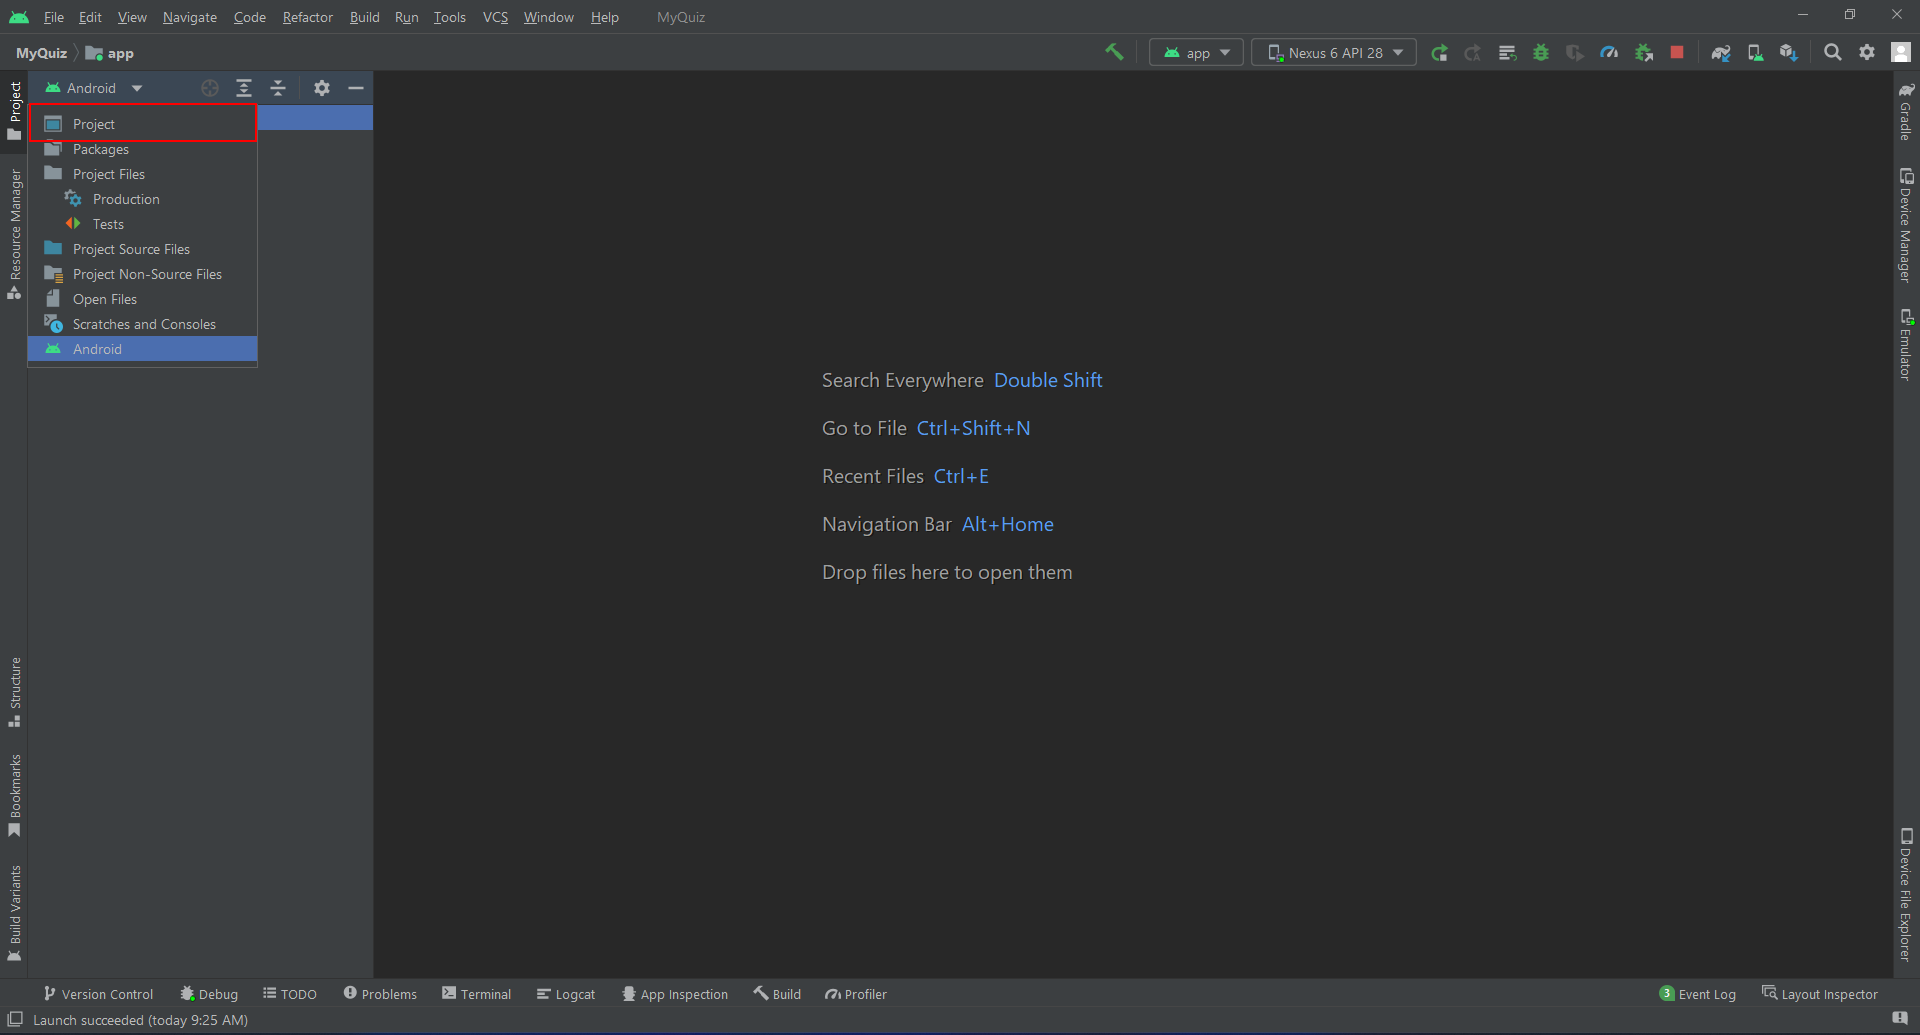 File Edit View Navigate Code Refactor Build Run Tools VCS Window Help MyQuiz
MyQuiz app
app Nexus 6 API 28
Android
Project
Packages
Project Files
Production
Tests
Project Source Files
Project Non-Source Files
Open Files
Scratches and Consoles
Android
Project
Resource Manager
Structure
Bookmarks
Build Variants
Search Everywhere Double Shift
Go to File Ctrl+Shift+N
Recent Files Ctrl+E
Navigation Bar Alt+Home
Drop files here to open them
Gradle
Device Manager
Emulator
Device File Explorer
Version Control Debug TODO Problems Terminal Logcat App Inspection Build Profiler 3 Event Log Layout Inspector
Launch succeeded (today 9:25 AM)